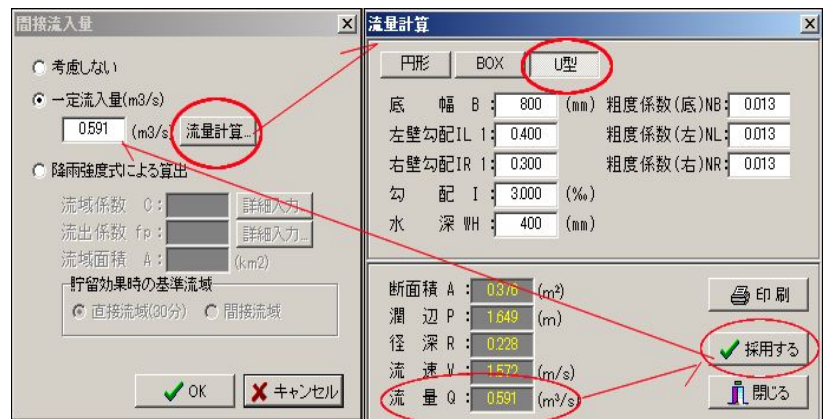 間接流入量
考慮しない
一定流入量(m3/s)
0.591 (m3/s) 流量計算...
降雨強度式による算出
流域係数 C: 詳細入力...
流出係数 fp: 詳細入力...
流域面積 A: (km2)
貯留効果時の基準流域
直接流域(30分) 間接流域
OK キャンセル
流量計算
円形 BOX U型
底 幅 B: 800 (mm) 粗度係数(底)NB: 0.013
左壁勾配IL 1: 0.400 粗度係数(左)NL: 0.013
右壁勾配IR 1: 0.300 粗度係数(右)NR: 0.013
勾 配 I: 3.000 (‰)
水 深 WH: 400 (mm)
断面積 A: 0.376 (m²)
潤 辺 P: 1.649 (m)
径 深 R: 0.228
流 速 V: 1.572 (m/s)
流 量 Q: 0.591 (m³/s)
印刷
採用する
閉じる